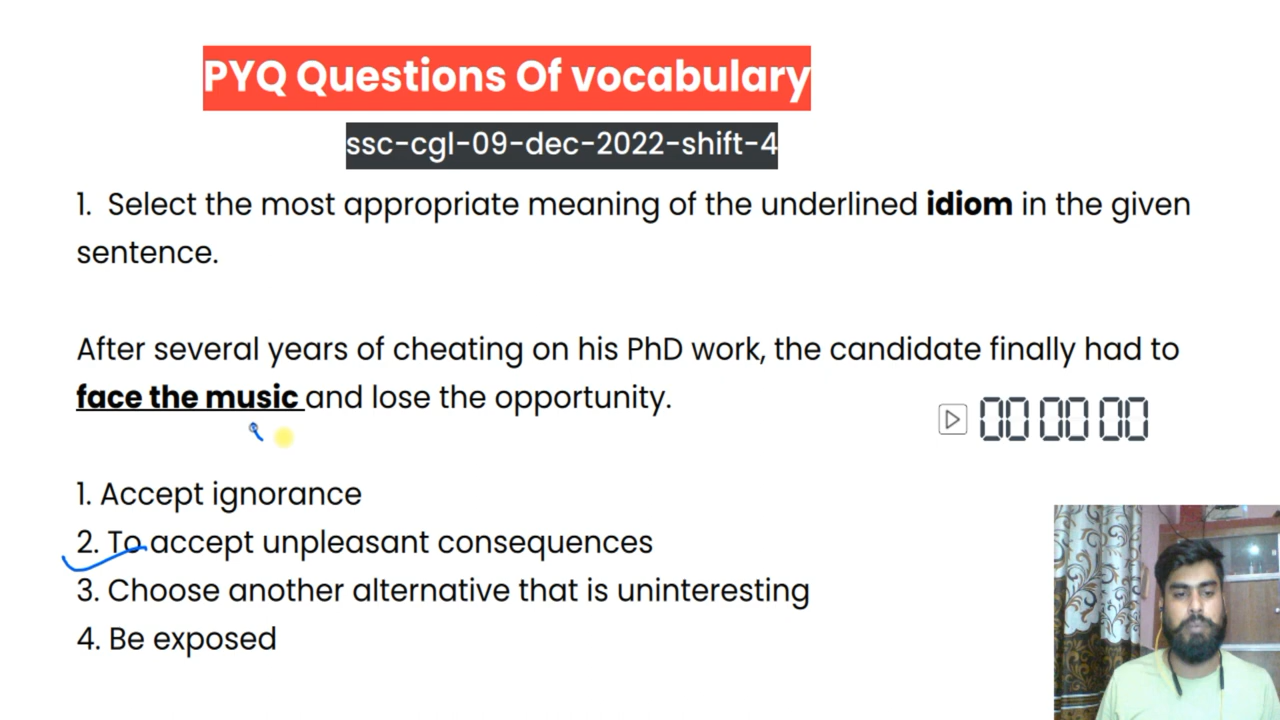 PYQ Questions Of vocabulary
ssc-cgl-09-dec-2022-shift-4
1. Select the most appropriate meaning of the underlined idiom in the given
sentence.
After several years of cheating on his PhD work, the candidate finally had to
face the music and lose the opportunity.
00 00 00
1. Accept ignorance
2. To accept unpleasant consequences
3. Choose another alternative that is uninteresting
4. Be exposed